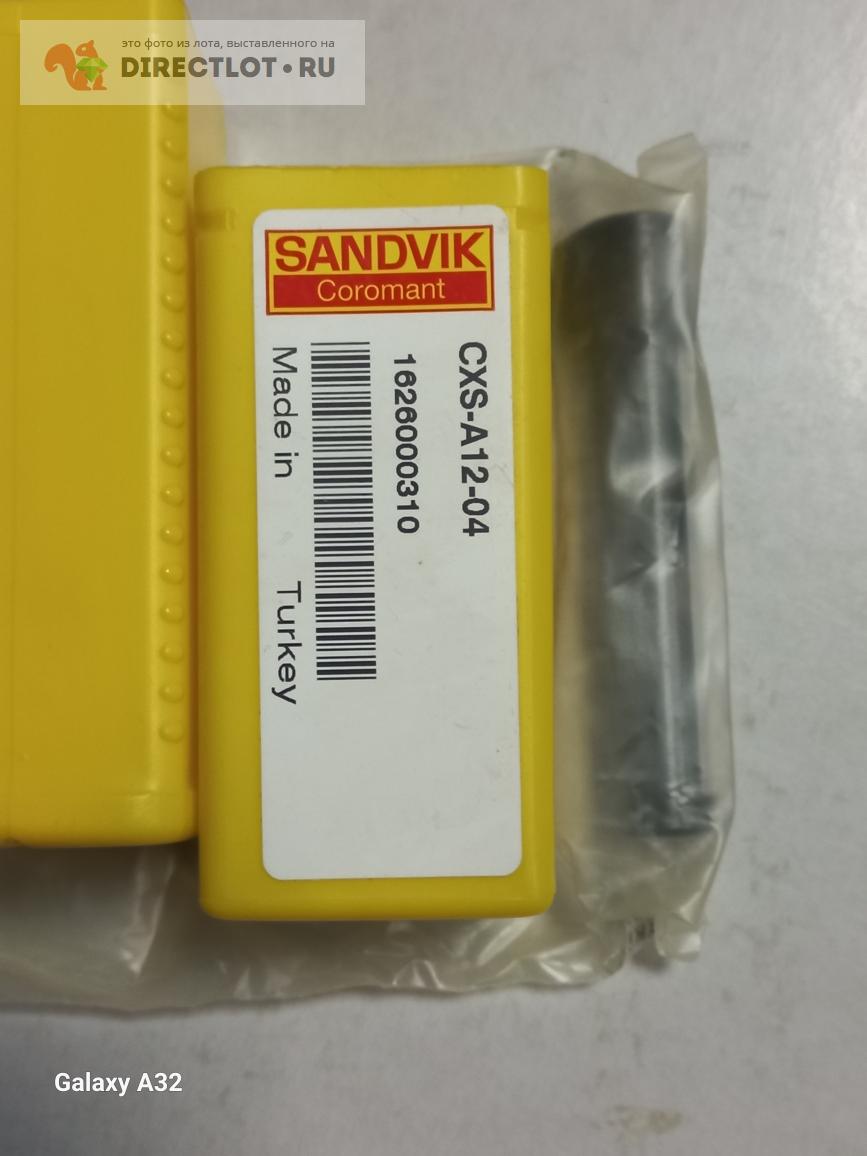 это фото из лота, выставленного на
DIRECTLOT•RU
SANDVIK
Coromant
CXS-A12-04
1626000310
Made in Turkey
Galaxy A32